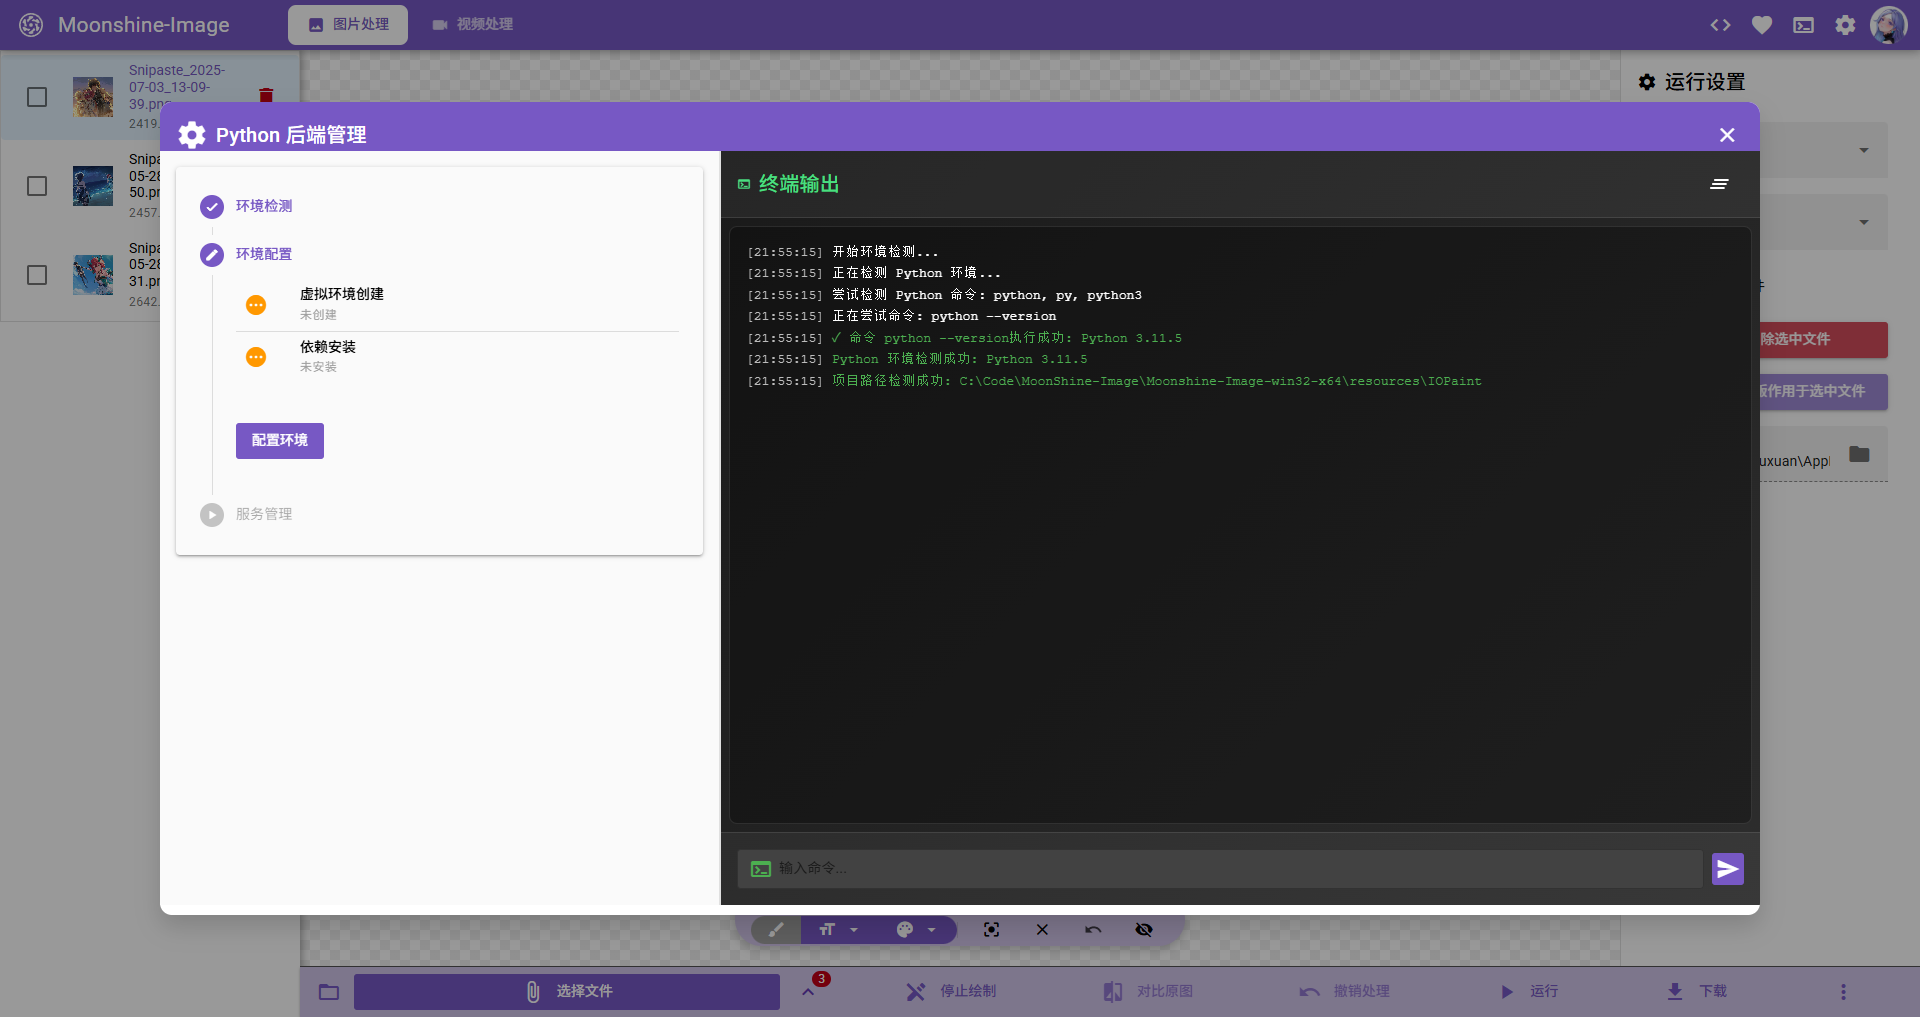 Moonshine-Image
图片处理
视频处理
Snipaste_2025-
07-03_13-09-
39.png
2419.
Snipa
05-28
50.pr
2457.
Snipa
05-28
31.pr
2642.
运行设置
除选中文件
作用于选中文件
uxuan\App
Python 后端管理
环境检测
环境配置
虚拟环境创建
未创建
依赖安装
未安装
配置环境
服务管理
终端输出
[21:55:15] 开始环境检测...
[21:55:15] 正在检测 Python 环境...
[21:55:15] 尝试检测 Python 命令: python, py, python3
[21:55:15] 正在尝试命令: python --version
[21:55:15] ✓ 命令 python --version执行成功: Python 3.11.5
[21:55:15] Python 环境检测成功: Python 3.11.5
[21:55:15] 项目路径检测成功: C:\Code\MoonShine-Image\Moonshine-Image-win32-x64\resources\IOPaint
输入命令...
选择文件
3
停止绘制
对比原图
撤销处理
运行
下载